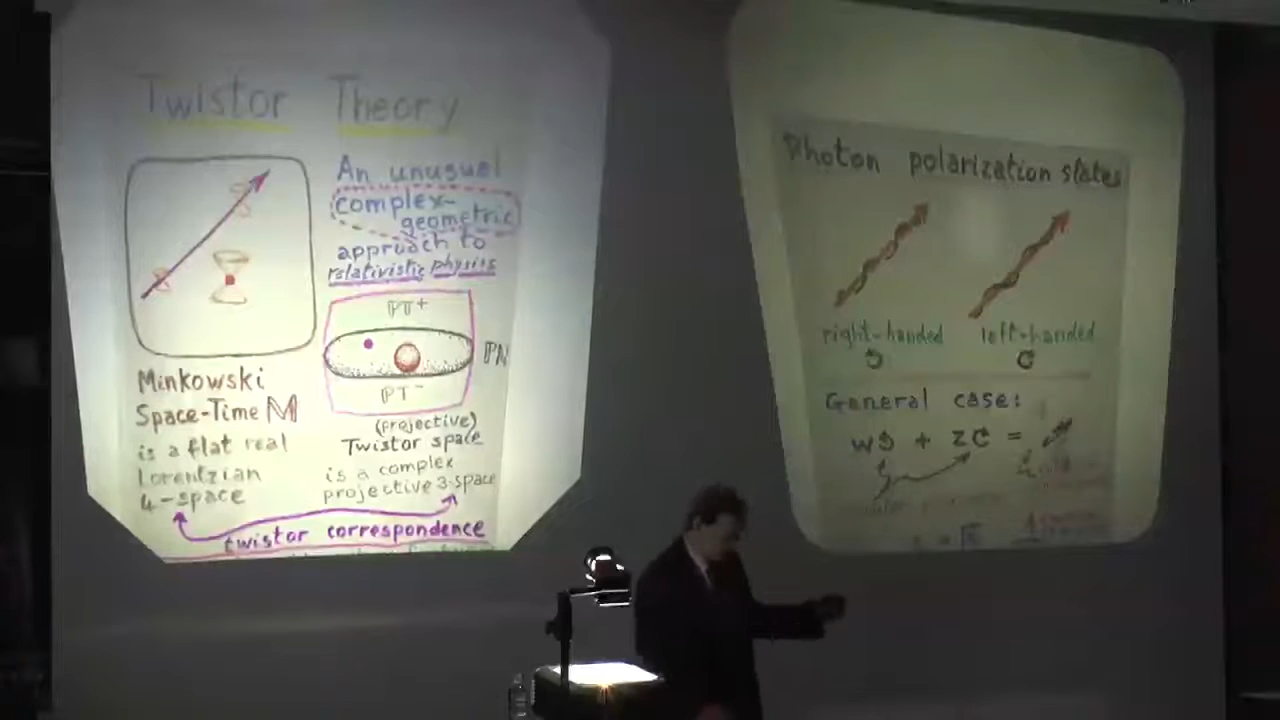 Twistor Theory
An unusual
complex-
geometric
approach to
relativistic physics
PT⁺
PN
PT⁻
Minkowski
Space-Time M
is a flat real
Lorentzian
4-space
(projective)
Twistor space
is a complex
projective 3-space
twistor correspondence
Photon polarization states
right-handed
left-handed
General case:
w + z =